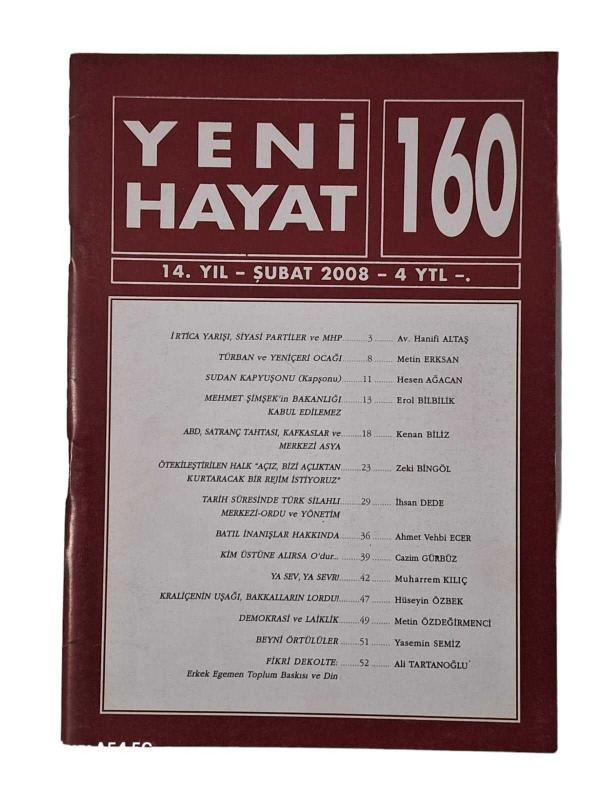 YENİ
HAYAT
160
14. YIL – ŞUBAT 2008 – 4 YTL –.
İRTİCA YARIŞI, SİYASİ PARTİLER ve MHP..........3........ Av. Hanifi ALTAŞ
TÜRBAN ve YENİÇERİ OCAĞI..........8........ Metin ERKSAN
SUDAN KAPYUŞONU (Kapşonu)..........11........ Hesen AĞACAN
MEHMET ŞİMŞEK'in BAKANLIĞI..........13........ Erol BİLBİLİK
KABUL EDİLEMEZ
ABD, SATRANÇ TAHTASI, KAFKASLAR ve..........18........ Kenan BİLİZ
MERKEZİ ASYA
ÖTEKİLEŞTİRİLEN HALK "AÇIZ, BİZİ AÇLIKTAN..........23........ Zeki BİNGÖL
KURTARACAK BİR REJİM İSTİYORUZ"
TARİH SÜRESİNDE TÜRK SİLAHLI..........29........ İhsan DEDE
MERKEZİ-ORDU ve YÖNETİM
BATIL İNANIŞLAR HAKKINDA..........36........ Ahmet Vehbi ECER
KİM ÜSTÜNE ALIRSA O'dur... ........39........ Cazim GÜRBÜZ
YA SEV, YA SEVR!..........42........ Muharrem KILIÇ
KRALİÇENİN UŞAĞI, BAKKALLARIN LORDU!..........47........ Hüseyin ÖZBEK
DEMOKRASİ ve LAİKLİK..........49........ Metin ÖZDEĞİRMENCİ
BEYNİ ÖRTÜLÜLER..........51........ Yasemin SEMİZ
FİKRİ DEKOLTE: ........52........ Ali TARTANOĞLU
Erkek Egemen Toplum Baskısı ve Din